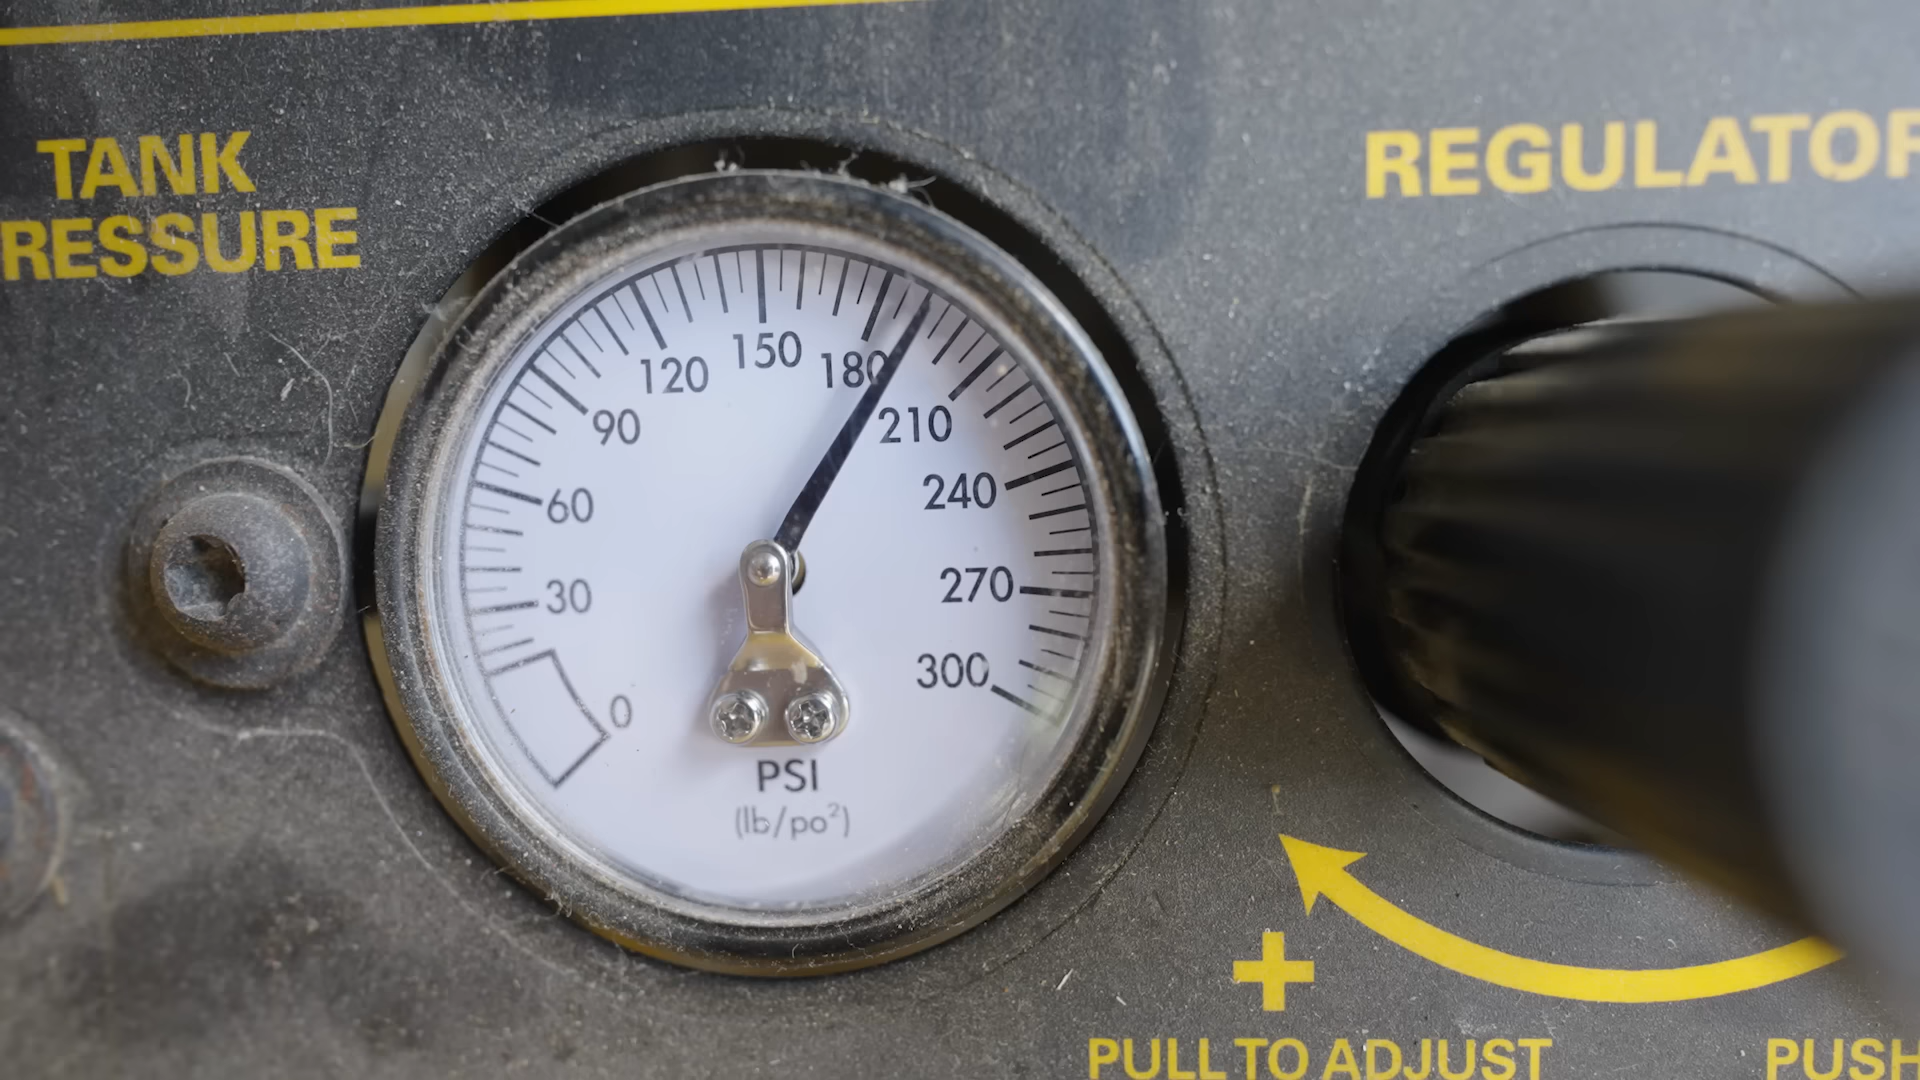 TANK
RESSURE
REGULATOR
0
30
60
90
120
150
180
210
240
270
300
PSI
(lb/po²)
+
PULL TO ADJUST
PUSH